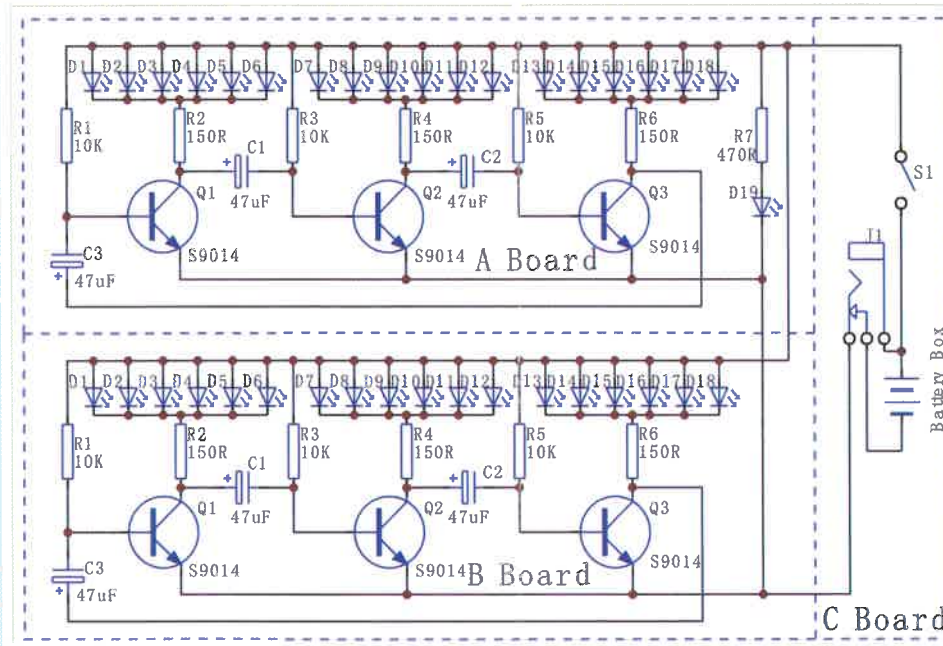 D1 D2 D3 D4 D5 D6 D7 D8 D9 D10 D11 D12 D13 D14 D15 D16 D17 D18
R1
10K
R2
150R
R3
10K
R4
150R
R5
10K
R6
150R
R7
470R
C1
47uF
C2
47uF
Q1
Q2
Q3
D19
S1
C3
47uF
S9014
S9014
S9014
A Board
J1
D1 D2 D3 D4 D5 D6 D7 D8 D9 D10 D11 D12 D13 D14 D15 D16 D17 D18
Battery Box
R1
10K
R2
150R
R3
10K
R4
150R
R5
10K
R6
150R
C1
47uF
C2
47uF
Q1
Q2
Q3
C3
47uF
S9014
S9014
S9014
B Board
C Board